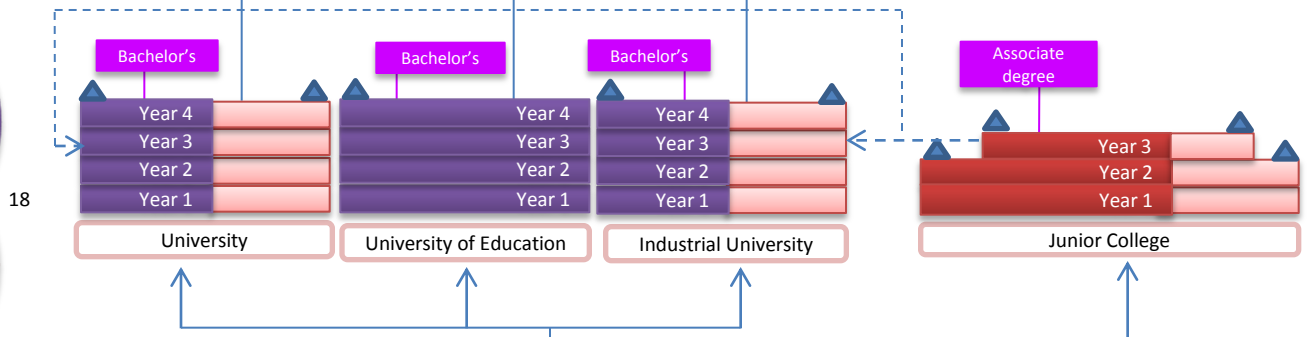 Bachelor's
Bachelor's
Bachelor's
Associate
degree
Year 4
Year 3
Year 2
Year 1
Year 4
Year 3
Year 2
Year 1
Year 4
Year 3
Year 2
Year 1
Year 3
Year 2
Year 1
18
University
University of Education
Industrial University
Junior College